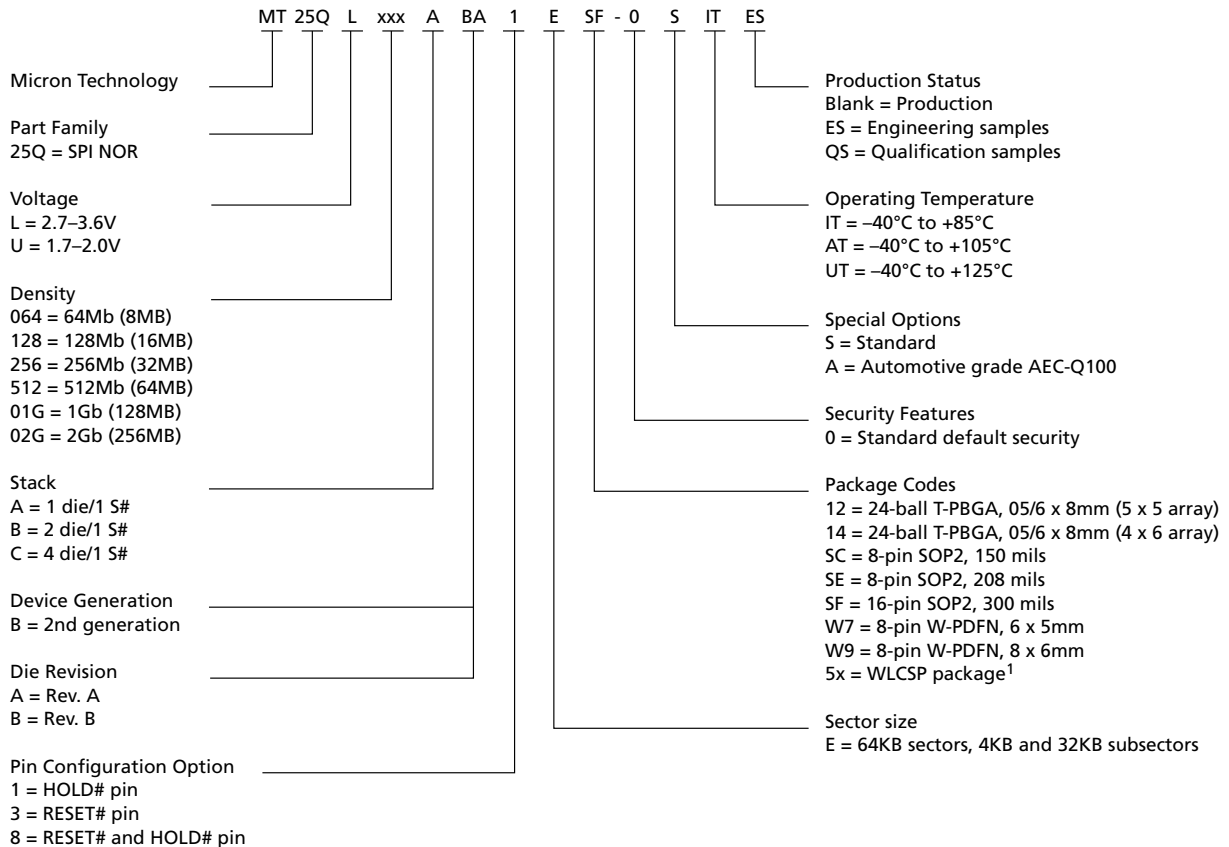 MT 25Q L xxx A BA 1 E SF - 0 S IT ES
Micron Technology
Part Family
25Q = SPI NOR
Voltage
L = 2.7–3.6V
U = 1.7–2.0V
Density
064 = 64Mb (8MB)
128 = 128Mb (16MB)
256 = 256Mb (32MB)
512 = 512Mb (64MB)
01G = 1Gb (128MB)
02G = 2Gb (256MB)
Stack
A = 1 die/1 S#
B = 2 die/1 S#
C = 4 die/1 S#
Device Generation
B = 2nd generation
Die Revision
A = Rev. A
B = Rev. B
Pin Configuration Option
1 = HOLD# pin
3 = RESET# pin
8 = RESET# and HOLD# pin
Production Status
Blank = Production
ES = Engineering samples
QS = Qualification samples
Operating Temperature
IT = –40°C to +85°C
AT = –40°C to +105°C
UT = –40°C to +125°C
Special Options
S = Standard
A = Automotive grade AEC-Q100
Security Features
0 = Standard default security
Package Codes
12 = 24-ball T-PBGA, 05/6 x 8mm (5 x 5 array)
14 = 24-ball T-PBGA, 05/6 x 8mm (4 x 6 array)
SC = 8-pin SOP2, 150 mils
SE = 8-pin SOP2, 208 mils
SF = 16-pin SOP2, 300 mils
W7 = 8-pin W-PDFN, 6 x 5mm
W9 = 8-pin W-PDFN, 8 x 6mm
5x = WLCSP package1
Sector size
E = 64KB sectors, 4KB and 32KB subsectors